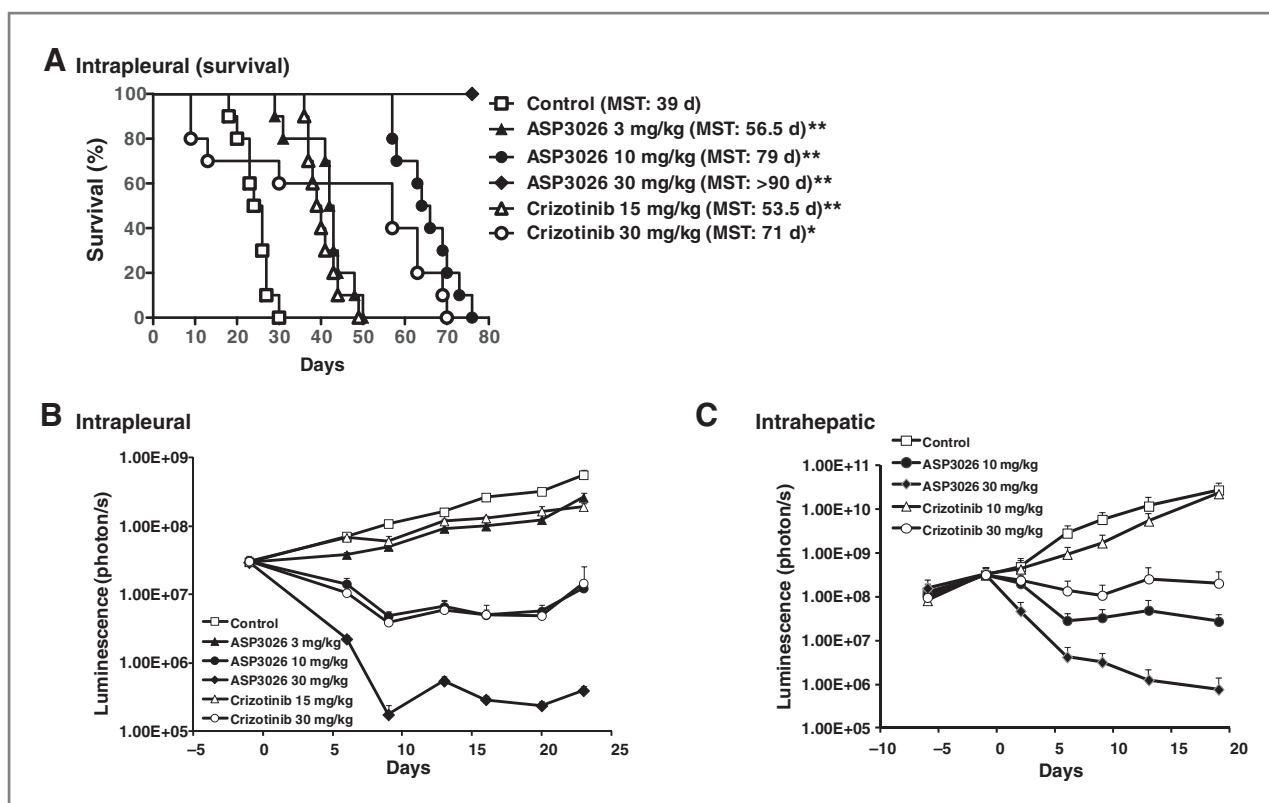 A Intrapleural (survival)
Survival (%)
100
80
60
40
20
0
0 10 20 30 40 50 60 70 80
Days
Control (MST: 39 d)
ASP3026 3 mg/kg (MST: 56.5 d)**
ASP3026 10 mg/kg (MST: 79 d)**
ASP3026 30 mg/kg (MST: >90 d)**
Crizotinib 15 mg/kg (MST: 53.5 d)**
Crizotinib 30 mg/kg (MST: 71 d)*
B Intrapleural
Luminescence (photon/s)
1.00E+09
1.00E+08
1.00E+07
1.00E+06
1.00E+05
Control
ASP3026 3 mg/kg
ASP3026 10 mg/kg
ASP3026 30 mg/kg
Crizotinib 15 mg/kg
Crizotinib 30 mg/kg
−5 0 5 10 15 20 25
Days
C Intrahepatic
Control
ASP3026 10 mg/kg
ASP3026 30 mg/kg
Crizotinib 10 mg/kg
Crizotinib 30 mg/kg
Luminescence (photon/s)
1.00E+11
1.00E+10
1.00E+09
1.00E+08
1.00E+07
1.00E+06
1.00E+05
−10 −5 0 5 10 15 20
Days